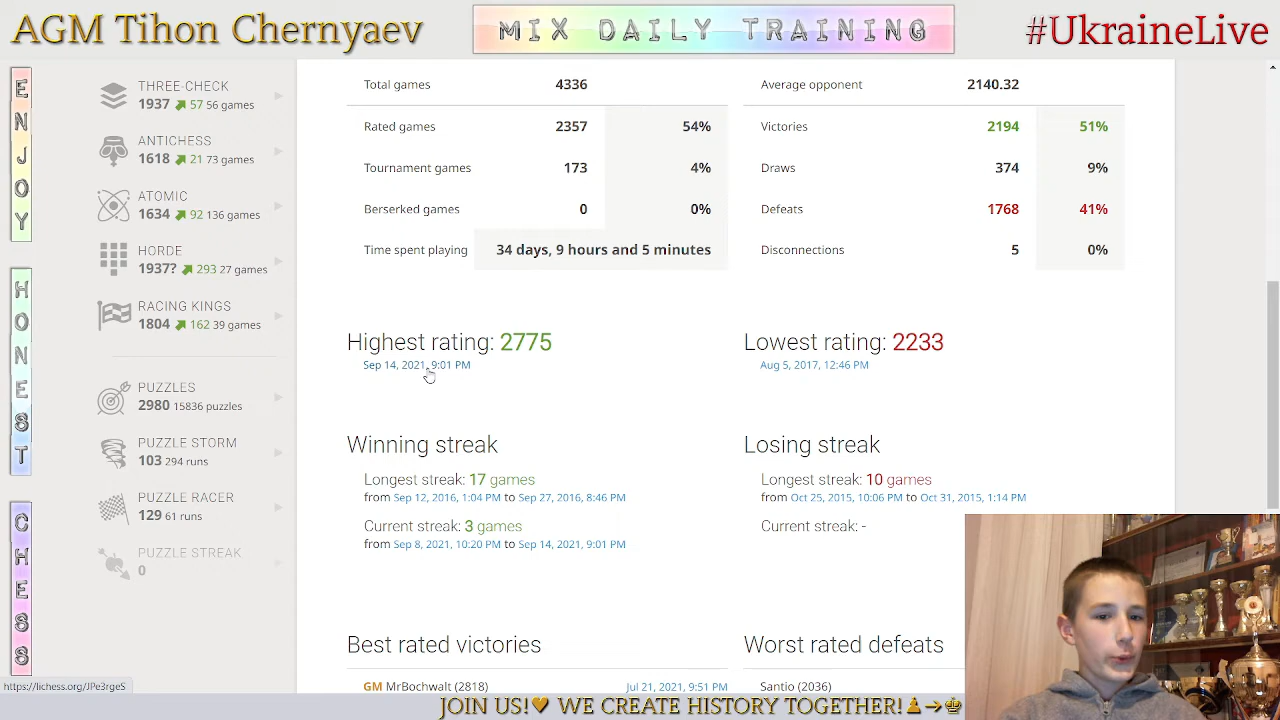 AGM Tihon Chernyaev
MIX DAILY TRAINING
#UkraineLive
ENJOY
HONEST
CHESS
THREE-CHECK
1937 57 56 games
ANTICHESS
1618 21 73 games
ATOMIC
1634 92 136 games
HORDE
1937? 293 27 games
RACING KINGS
1804 162 39 games
PUZZLES
2980 15836 puzzles
PUZZLE STORM
103 294 runs
PUZZLE RACER
129 61 runs
PUZZLE STREAK
0
Total games 4336
Rated games 2357 54%
Tournament games 173 4%
Berserked games 0 0%
Time spent playing 34 days, 9 hours and 5 minutes
Average opponent 2140.32
Victories 2194 51%
Draws 374 9%
Defeats 1768 41%
Disconnections 5 0%
Highest rating: 2775
Sep 14, 2021, 9:01 PM
Lowest rating: 2233
Aug 5, 2017, 12:46 PM
Winning streak
Longest streak: 17 games
from Sep 12, 2016, 1:04 PM to Sep 27, 2016, 8:46 PM
Current streak: 3 games
from Sep 8, 2021, 10:20 PM to Sep 14, 2021, 9:01 PM
Losing streak
Longest streak: 10 games
from Oct 25, 2015, 10:06 PM to Oct 31, 2015, 1:14 PM
Current streak: -
Best rated victories
GM MrBochwalt (2818) Jul 21, 2021, 9:51 PM
Worst rated defeats
Santio (2036)
https://lichess.org/JPe3rgeS
JOIN US!♥ WE CREATE HISTORY TOGETHER!♟→♚